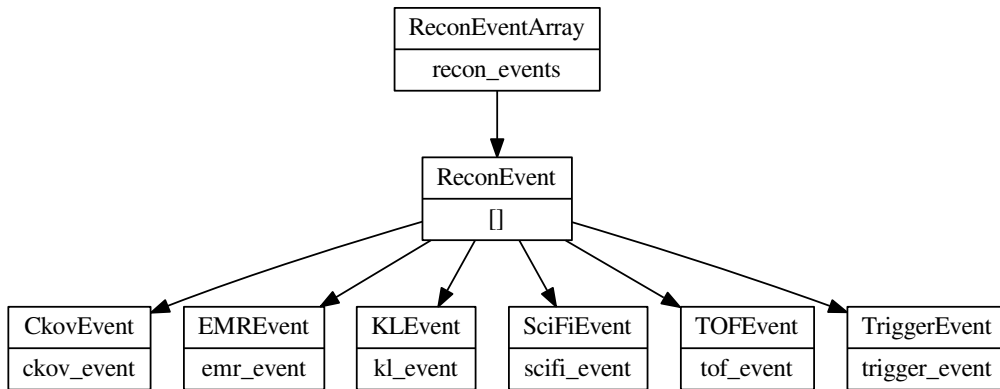 ReconEventArray
recon_events
ReconEvent
[]
CkovEvent
ckov_event
EMREvent
emr_event
KLEvent
kl_event
SciFiEvent
scifi_event
TOFEvent
tof_event
TriggerEvent
trigger_event